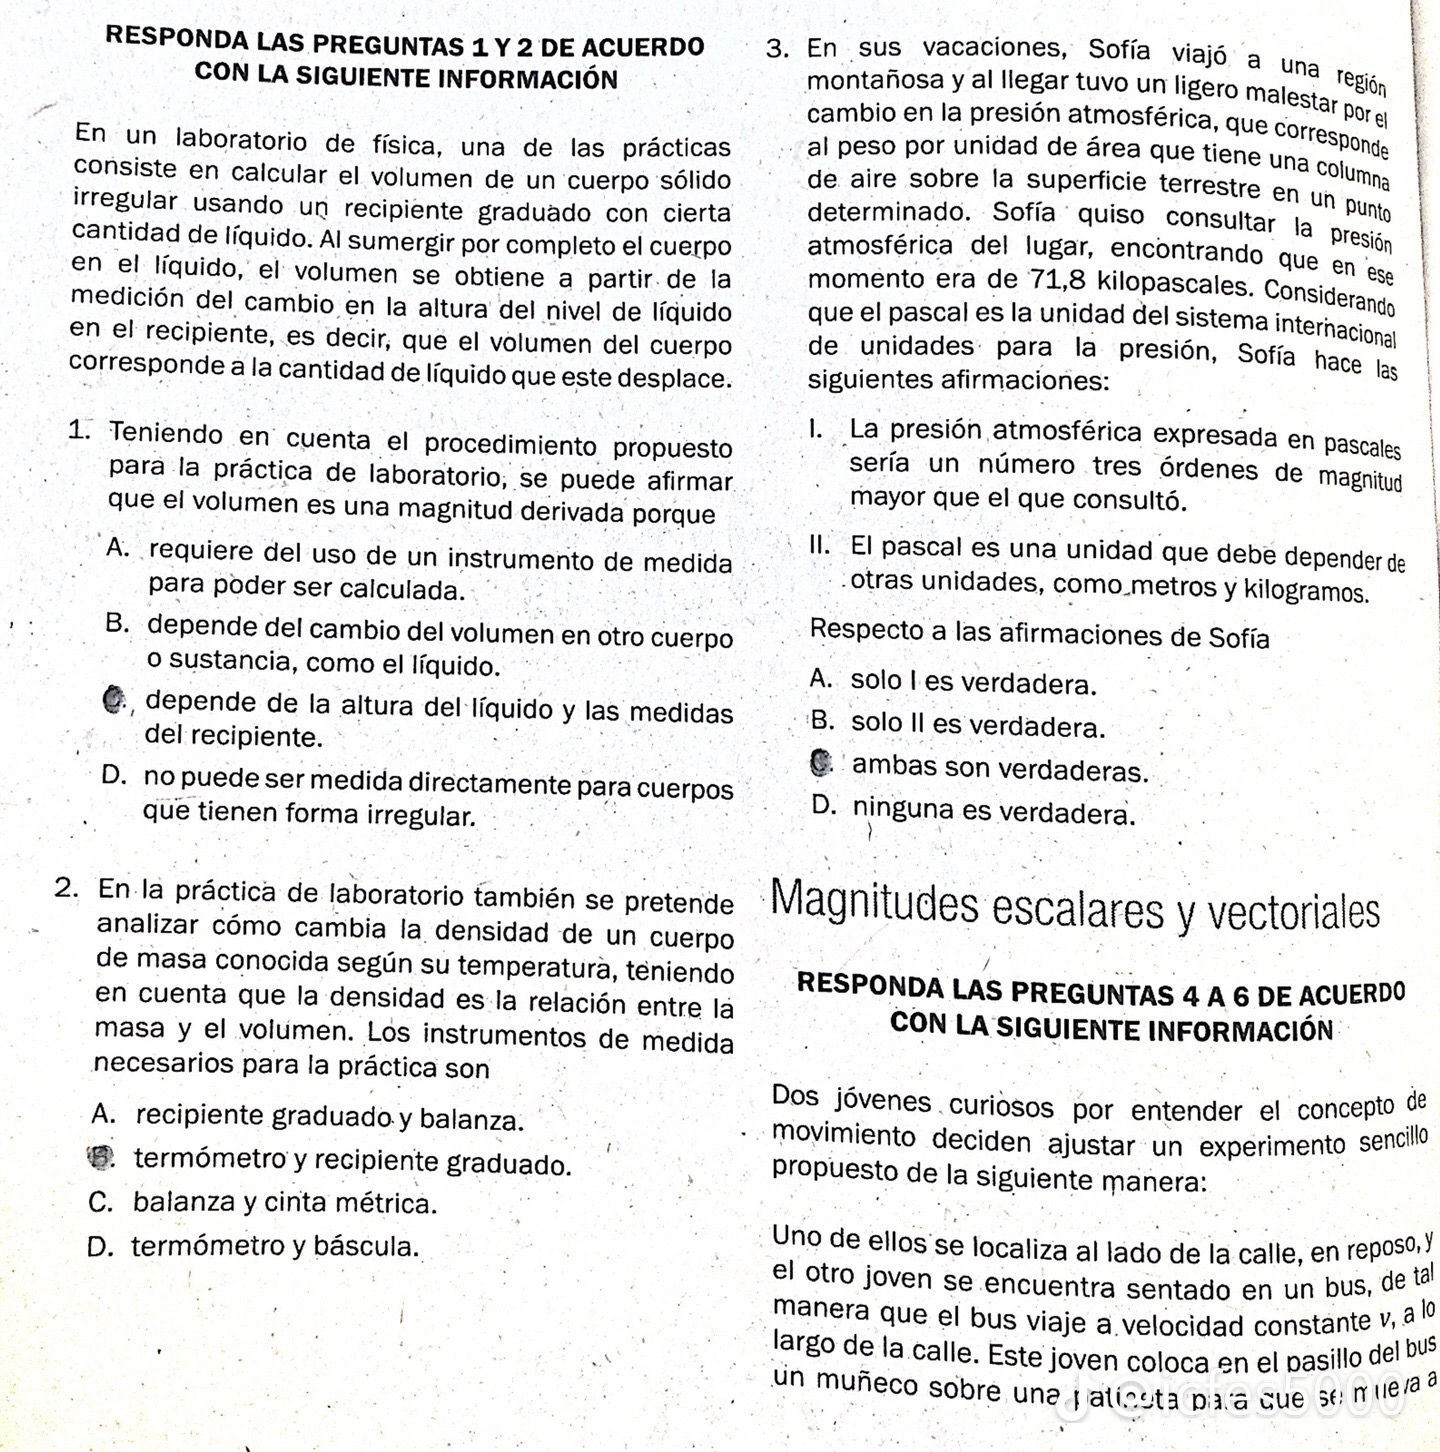 RESPONDA LAS PREGUNTAS 1 Y 2 DE ACUERDO
CON LA SIGUIENTE INFORMACIÓN
En un laboratorio de física, una de las prácticas
consiste en calcular el volumen de un cuerpo sólido
irregular usando un recipiente graduado con cierta
cantidad de líquido. Al sumergir por completo el cuerpo
en el líquido, el volumen se obtiene a partir de la
medición del cambio en la altura del nivel de líquido
en el recipiente, es decir, que el volumen del cuerpo
corresponde a la cantidad de líquido que este desplace.
1. Teniendo en cuenta el procedimiento propuesto
para la práctica de laboratorio, se puede afirmar
que el volumen es una magnitud derivada porque
A. requiere del uso de un instrumento de medida
para poder ser calculada.
B. depende del cambio del volumen en otro cuerpo
o sustancia, como el líquido.
C. depende de la altura del líquido y las medidas
del recipiente.
D. no puede ser medida directamente para cuerpos
que tienen forma irregular.
2. En la práctica de laboratorio también se pretende
analizar cómo cambia la densidad de un cuerpo
de masa conocida según su temperatura, teniendo
en cuenta que la densidad es la relación entre la
masa y el volumen. Los instrumentos de medida
necesarios para la práctica son
A. recipiente graduado y balanza.
B. termómetro y recipiente graduado.
C. balanza y cinta métrica.
D. termómetro y báscula.
3. En sus vacaciones, Sofía viajó a una región
montañosa y al llegar tuvo un ligero malestar por el
cambio en la presión atmosférica, que corresponde
al peso por unidad de área que tiene una columna
de aire sobre la superficie terrestre en un punto
determinado. Sofía quiso consultar la presión
atmosférica del lugar, encontrando que en ese
momento era de 71,8 kilopascales. Considerando
que el pascal es la unidad del sistema internacional
de unidades para la presión, Sofía hace las
siguientes afirmaciones:
I. La presión atmosférica expresada en pascales
sería un número tres órdenes de magnitud
mayor que el que consultó.
II. El pascal es una unidad que debe depender de
otras unidades, como metros y kilogramos.
Respecto a las afirmaciones de Sofía
A. solo I es verdadera.
B. solo II es verdadera.
C. ambas son verdaderas.
D. ninguna es verdadera.
Magnitudes escalares y vectoriales
RESPONDA LAS PREGUNTAS 4 A 6 DE ACUERDO
CON LA SIGUIENTE INFORMACIÓN
Dos jóvenes curiosos por entender el concepto de
movimiento deciden ajustar un experimento sencillo
propuesto de la siguiente manera:
Uno de ellos se localiza al lado de la calle, en reposo, y
el otro joven se encuentra sentado en un bus, de tal
manera que el bus viaje a velocidad constante v, a lo
largo de la calle. Este joven coloca en el pasillo del bus
un muñeco sobre una patineta para que se mueva a
@icfes5000